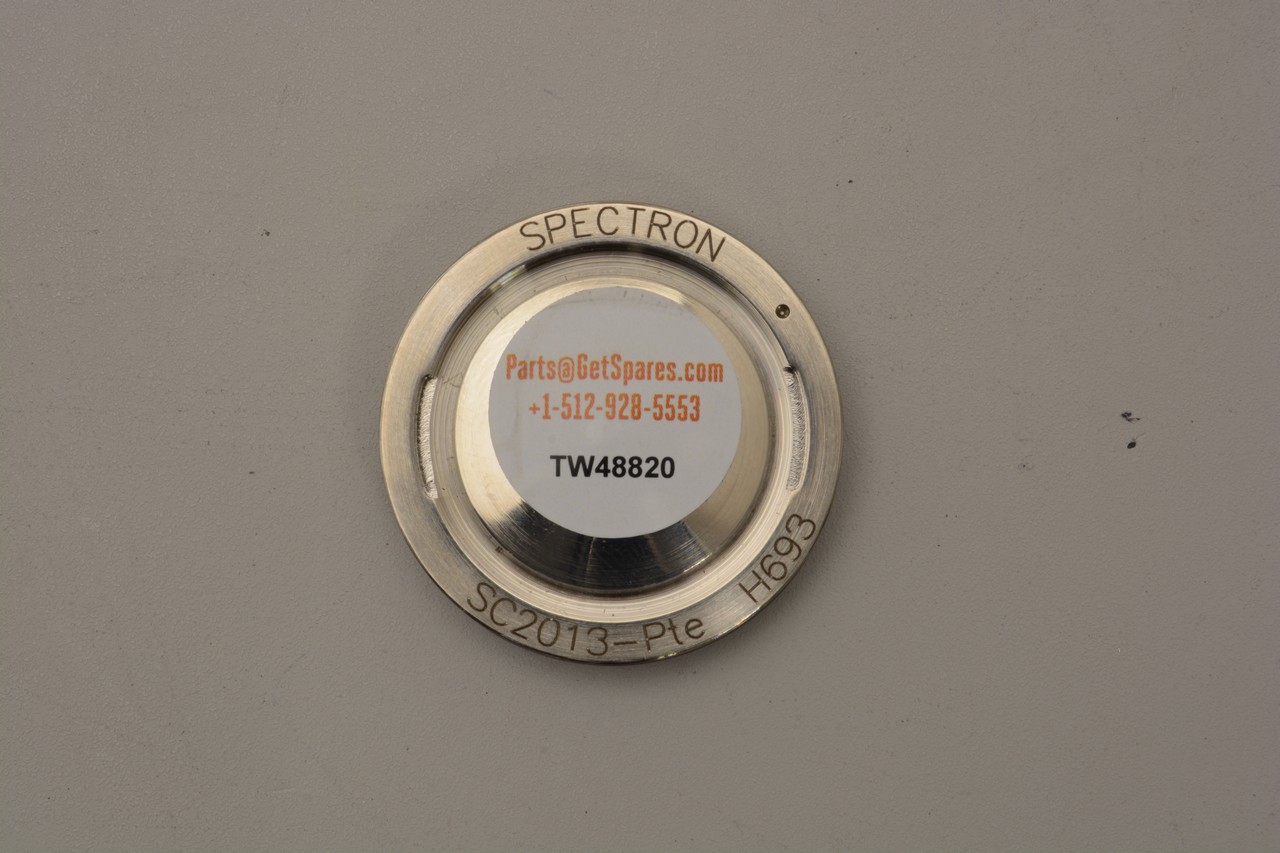 SPECTRON
Parts@GetSpares.com
+1-512-928-5553
TW48820
H693
SC2013-Pte